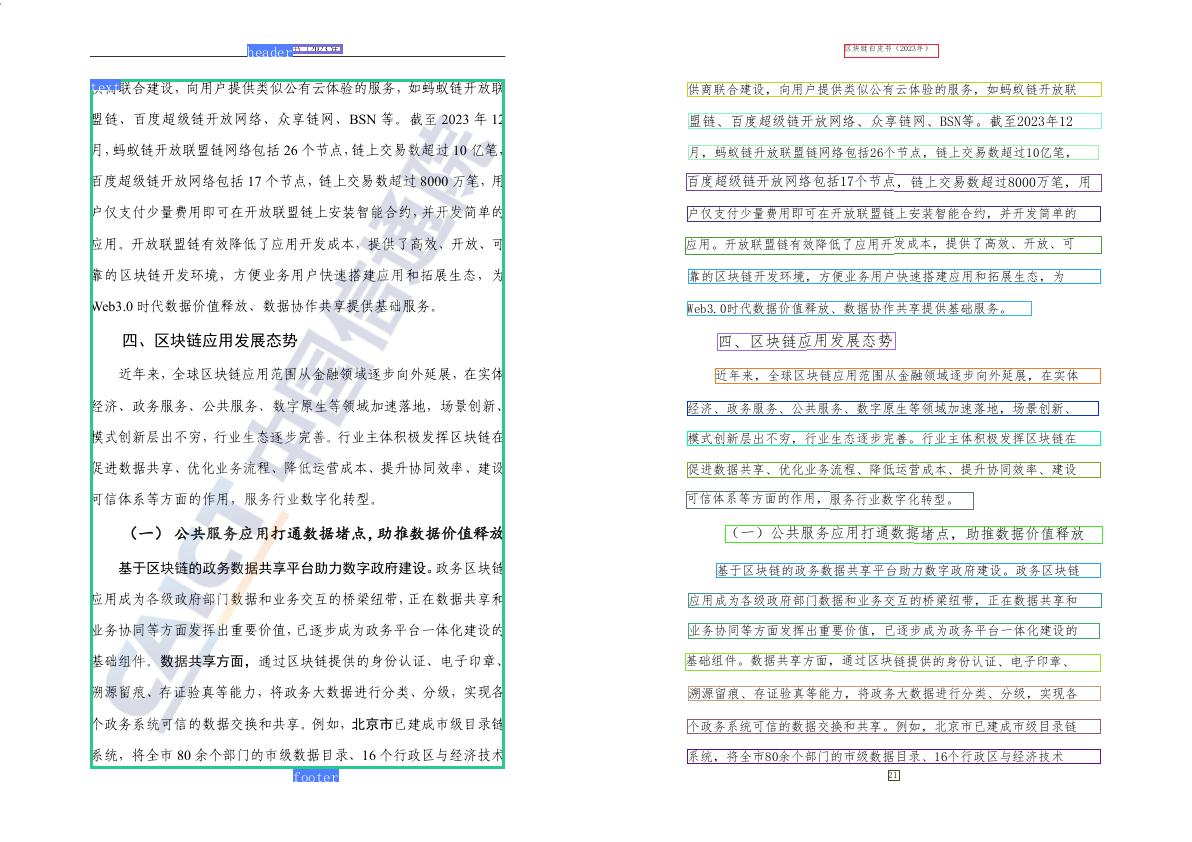 header
text
供商联合建设，向用户提供类似公有云体验的服务，如蚂蚁链开放联
盟链、百度超级链开放网络、众享链网、BSN 等。截至 2023 年 12
月，蚂蚁链开放联盟链网络包括 26 个节点，链上交易数超过 10 亿笔，
百度超级链开放网络包括 17 个节点，链上交易数超过 8000 万笔，用
户仅支付少量费用即可在开放联盟链上安装智能合约，并开发简单的
应用。开放联盟链有效降低了应用开发成本，提供了高效、开放、可
靠的区块链开发环境，方便业务用户快速搭建应用和拓展生态，为
Web3.0 时代数据价值释放、数据协作共享提供基础服务。
四、区块链应用发展态势
近年来，全球区块链应用范围从金融领域逐步向外延展，在实体
经济、政务服务、公共服务、数字原生等领域加速落地，场景创新、
模式创新层出不穷，行业生态逐步完善。行业主体积极发挥区块链在
促进数据共享、优化业务流程、降低运营成本、提升协同效率、建设
可信体系等方面的作用，服务行业数字化转型。
（一） 公共服务应用打通数据堵点，助推数据价值释放
基于区块链的政务数据共享平台助力数字政府建设。政务区块链
应用成为各级政府部门数据和业务交互的桥梁纽带，正在数据共享和
业务协同等方面发挥出重要价值，已逐步成为政务平台一体化建设的
基础组件。数据共享方面，通过区块链提供的身份认证、电子印章、
溯源留痕、存证验真等能力，将政务大数据进行分类、分级，实现各
个政务系统可信的数据交换和共享。例如，北京市已建成市级目录链
系统，将全市 80 余个部门的市级数据目录、16 个行政区与经济技术
footer
CAICT 中国信通院
区块链白皮书（2023年）
供商联合建设，向用户提供类似公有云体验的服务，如蚂蚁链开放联
盟链、百度超级链开放网络、众享链网、BSN等。截至2023年12
月，蚂蚁链升放联盟链网络包括26个节点，链上交易数超过10亿笔，
百度超级链开放网络包括17个节点，链上交易数超过8000万笔，用
户仅支付少量费用即可在开放联盟链上安装智能合约，并开发简单的
应用。开放联盟链有效降低了应用开发成本，提供了高效、开放、可
靠的区块链开发环境，方便业务用户快速搭建应用和拓展生态，为
Web3.0时代数据价值释放、数据协作共享提供基础服务。
四、区块链应用发展态势
近年来，全球区块链应用范围从金融领域逐步向外延展，在实体
经济、政务服务、公共服务、数字原生等领域加速落地，场景创新、
模式创新层出不穷，行业生态逐步完善。行业主体积极发挥区块链在
促进数据共享、优化业务流程、降低运营成本、提升协同效率、建设
可信体系等方面的作用，服务行业数字化转型。
（一）公共服务应用打通数据堵点，助推数据价值释放
基于区块链的政务数据共享平台助力数字政府建设。政务区块链
应用成为各级政府部门数据和业务交互的桥梁纽带，正在数据共享和
业务协同等方面发挥出重要价值，已逐步成为政务平台一体化建设的
基础组件。数据共享方面，通过区块链提供的身份认证、电子印章、
溯源留痕、存证验真等能力，将政务大数据进行分类、分级，实现各
个政务系统可信的数据交换和共享。例如，北京市已建成市级目录链
系统，将全市80余个部门的市级数据目录、16个行政区与经济技术
21